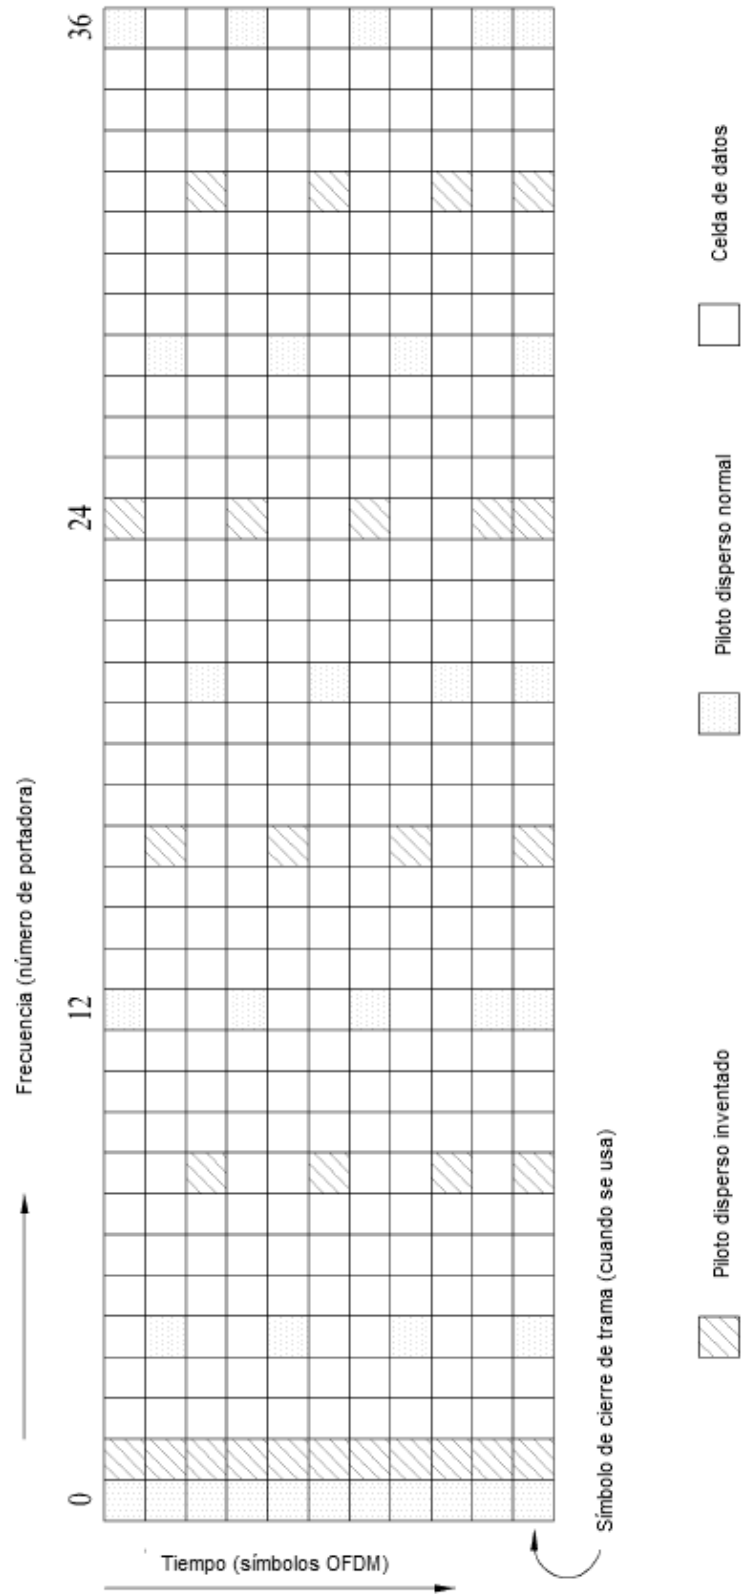 36
24
12
0
Frecuencia (número de portadora)
Tiempo (símbolos OFDM)
Símbolo de cierre de trama (cuando se usa)
Celda de datos
Piloto disperso normal
Piloto disperso inventado